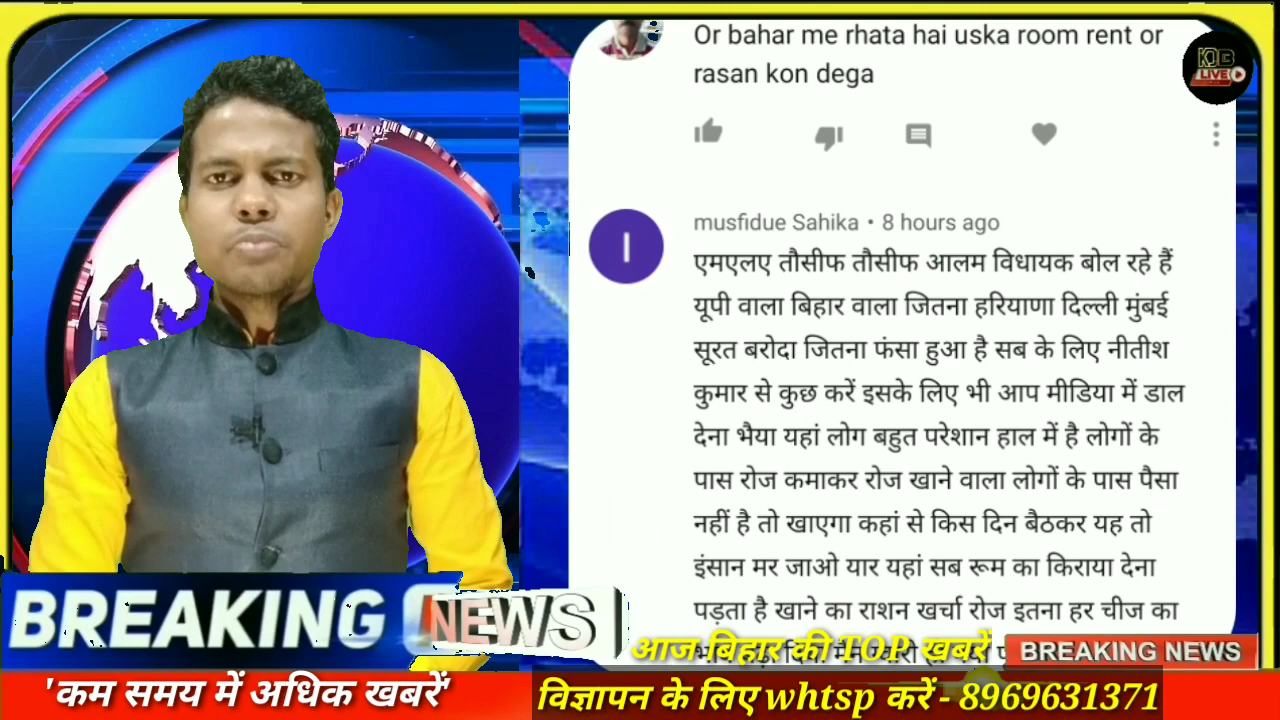 Or bahar me rhata hai uska room rent or
rasan kon dega
KDB
LIVE
musfidue Sahika • 8 hours ago
एमएलए तौसीफ तौसीफ आलम विधायक बोल रहे हैं
यूपी वाला बिहार वाला जितना हरियाणा दिल्ली मुंबई
सूरत बरोदा जितना फंसा हुआ है सब के लिए नीतीश
कुमार से कुछ करें इसके लिए भी आप मीडिया में डाल
देना भैया यहां लोग बहुत परेशान हाल में है लोगों के
पास रोज कमाकर रोज खाने वाला लोगों के पास पैसा
नहीं है तो खाएगा कहां से किस दिन बैठकर यह तो
इंसान मर जाओ यार यहां सब रूम का किराया देना
पड़ता है खाने का राशन खर्चा रोज इतना हर चीज का
BREAKING NEWS
आज बिहार की TOP खबरें
BREAKING NEWS
'कम समय में अधिक खबरें'
विज्ञापन के लिए whtsp करें - 8969631371